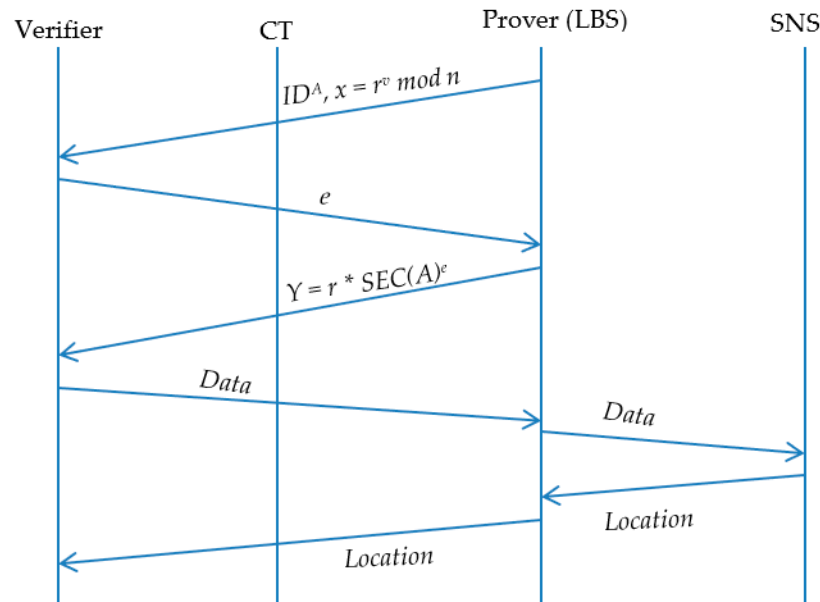 Verifier CT Prover (LBS) SNS
ID^A, x = r^v mod n
e
Y = r * SEC(A)^e
Data
Data
Location
Location